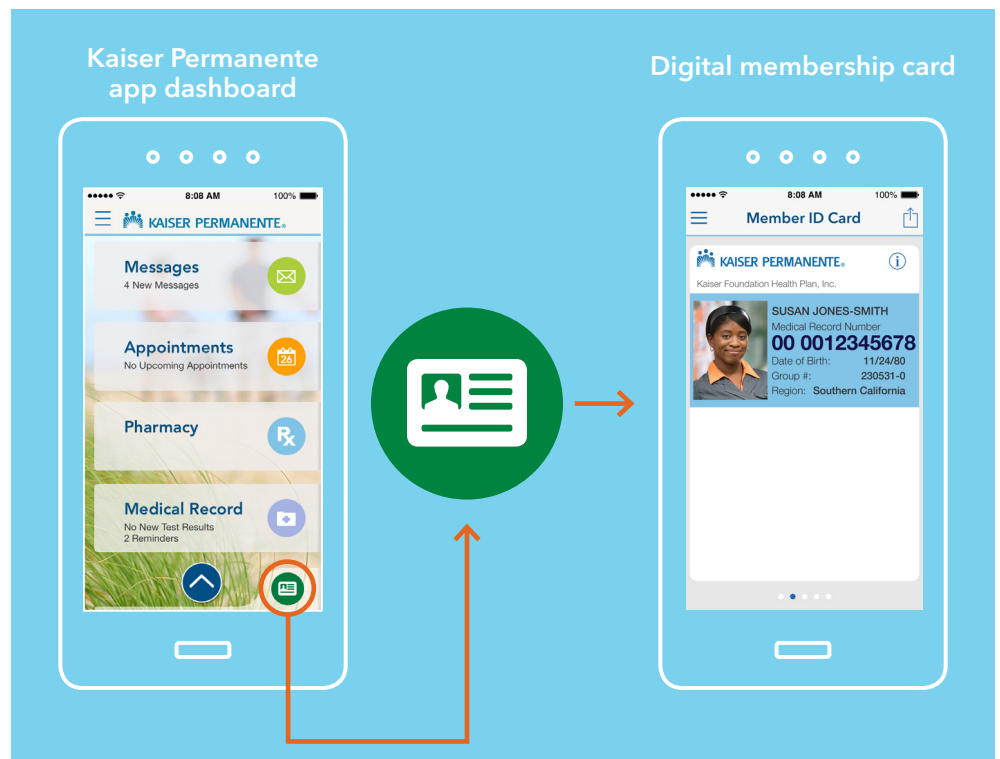 Kaiser Permanente
app dashboard
8:08 AM 100%
KAISER PERMANENTE®
Messages
4 New Messages
Appointments
No Upcoming Appointments
26
Pharmacy
Rx
Medical Record
No New Test Results
2 Reminders
Digital membership card
8:08 AM 100%
Member ID Card
KAISER PERMANENTE®
i
Kaiser Foundation Health Plan, Inc.
SUSAN JONES-SMITH
Medical Record Number
00 0012345678
Date of Birth: 11/24/80
Group #: 230531-0
Region: Southern California